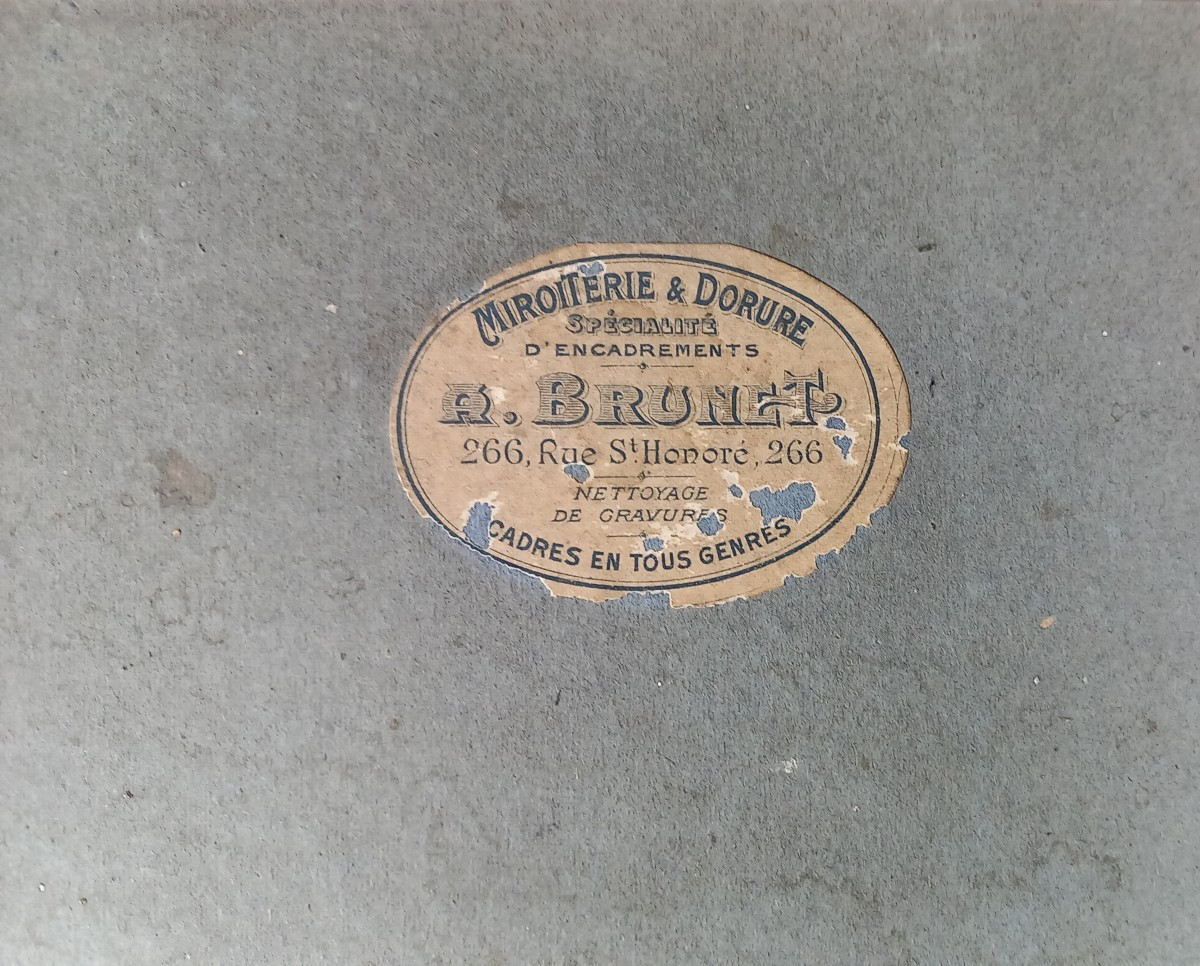 MIROITERIE & DORURE
SPÉCIALITÉ
D'ENCADREMENTS
A. BRUNET
266, Rue St. Honoré, 266
NETTOYAGE
DE GRAVURES
CADRES EN TOUS GENRES